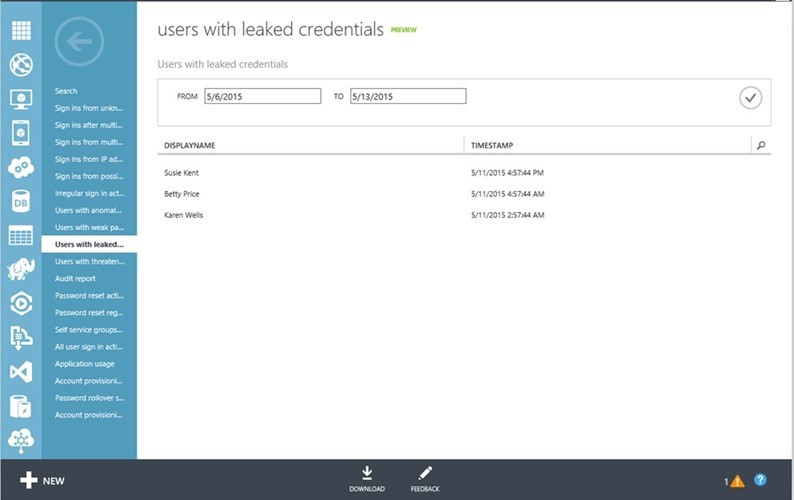 users with leaked credentials PREVIEW
Users with leaked credentials
FROM 5/6/2015 TO 5/13/2015
DISPLAYNAME TIMESTAMP
Susie Kent 5/11/2015 4:57:44 PM
Betty Price 5/11/2015 4:57:44 AM
Karen Wells 5/11/2015 2:57:44 AM
Search
Sign ins from unkn...
Sign ins after multi...
Sign ins from multi...
Sign ins from IP ad...
Sign ins from possi...
Irregular sign in act...
Users with anomal...
Users with weak pa...
Users with leaked...
Users with threaten...
Audit report
Password reset acti...
Password reset reg...
Self service groups...
All user sign in acti...
Application usage
Account provisioni...
Password rollover s...
Account provisioni...
DB
NEW
DOWNLOAD
FEEDBACK
1